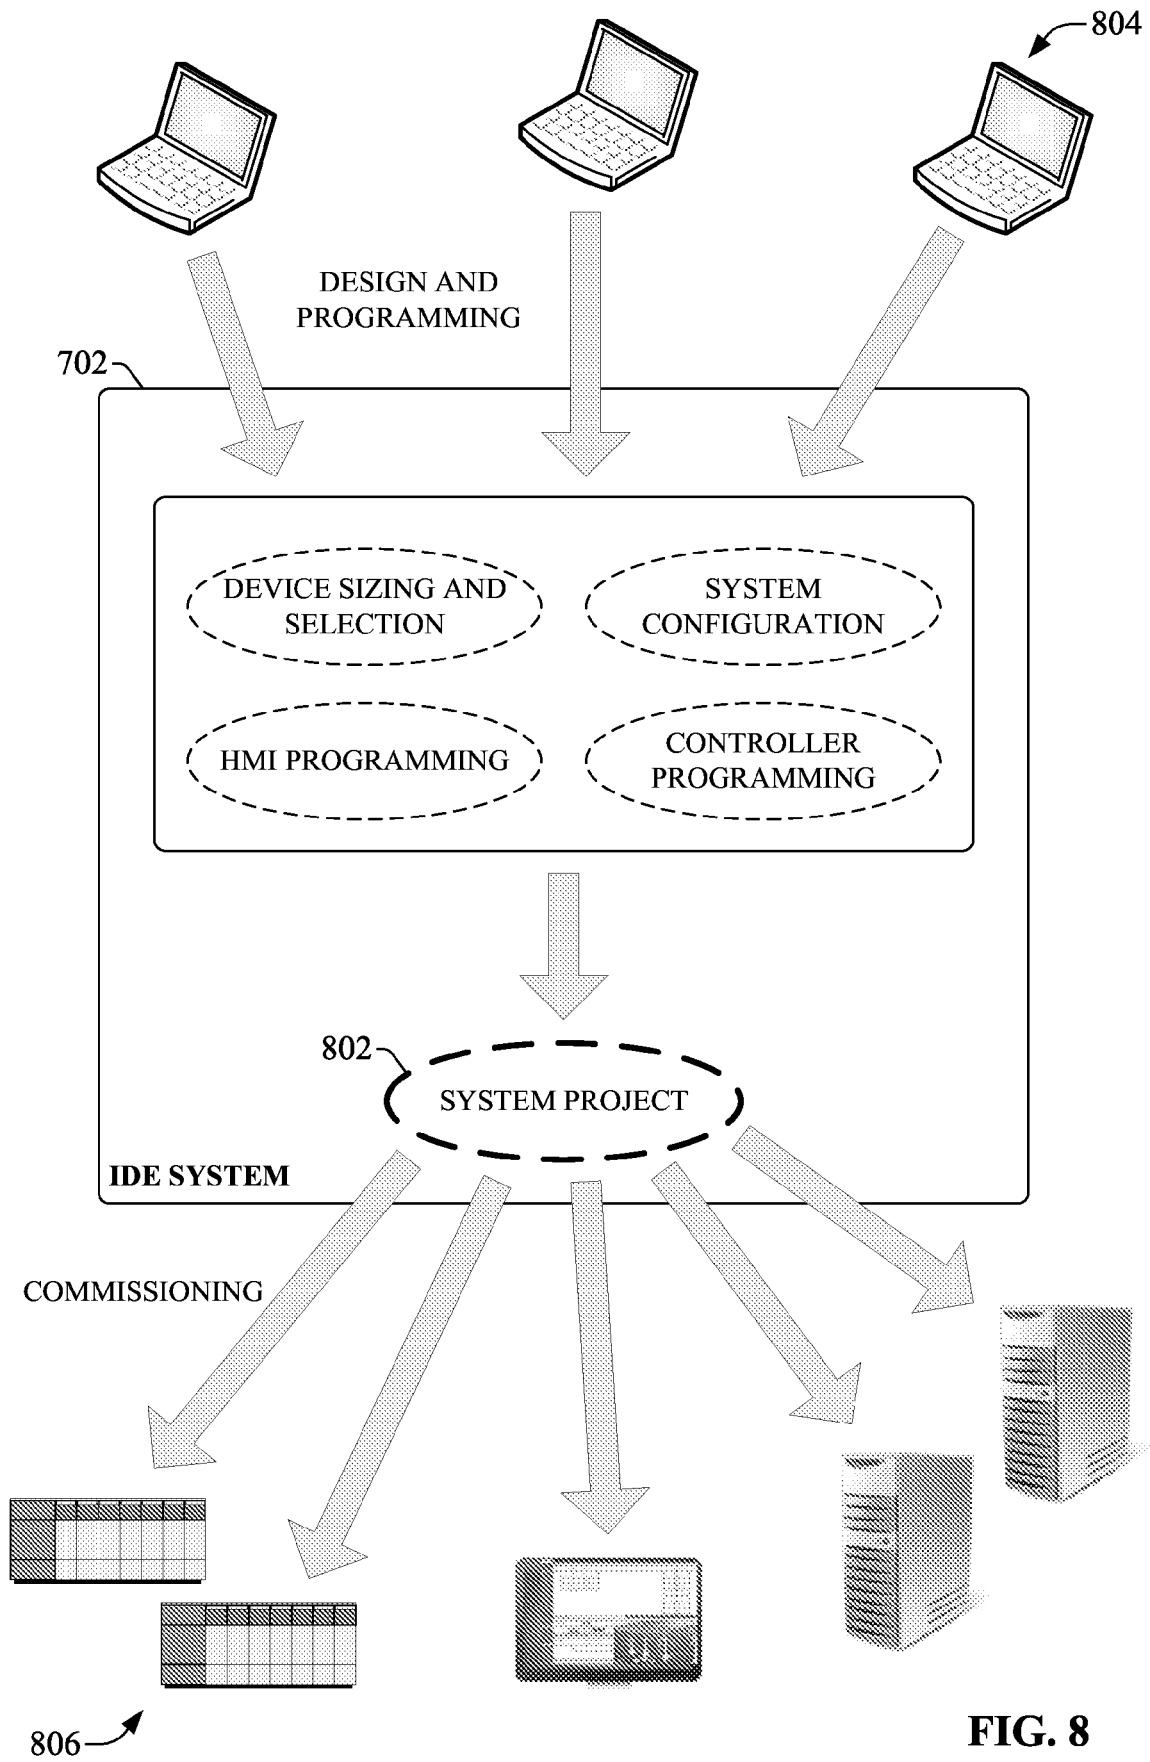 804
DESIGN AND
PROGRAMMING
702
DEVICE SIZING AND
SELECTION
SYSTEM
CONFIGURATION
HMI PROGRAMMING
CONTROLLER
PROGRAMMING
802
SYSTEM PROJECT
IDE SYSTEM
COMMISSIONING
806
FIG. 8